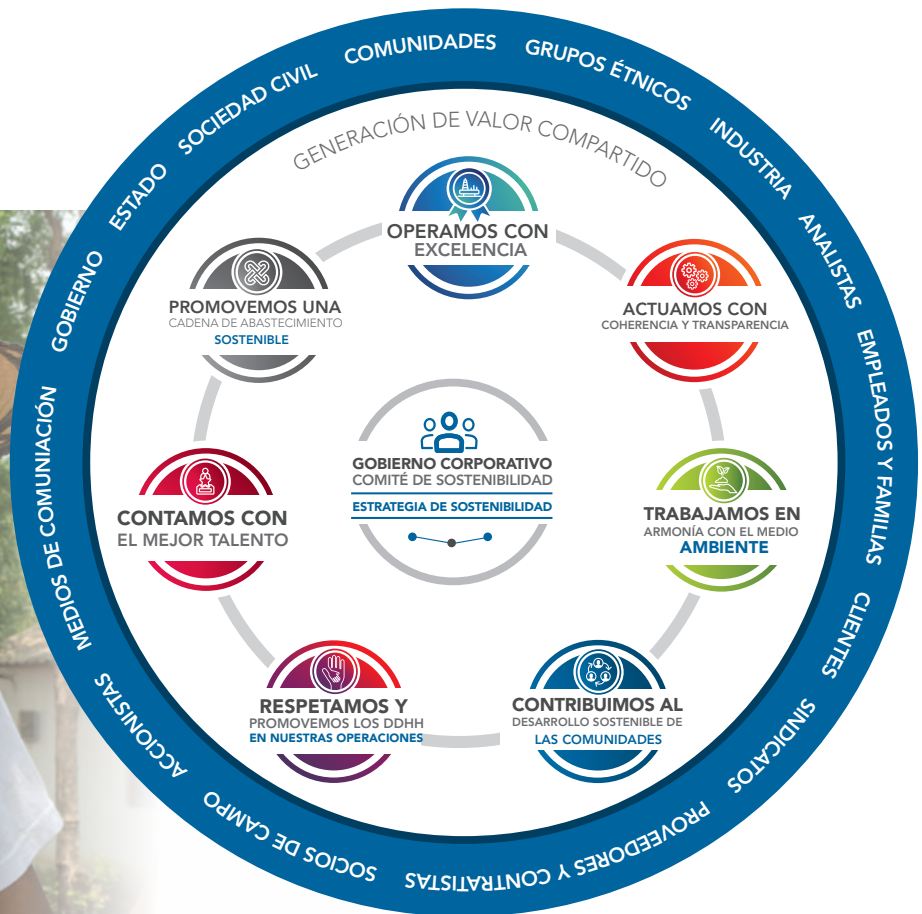 COMUNIDADES
GRUPOS ÉTNICOS
INDUSTRIA
ANALISTAS
EMPLEADOS Y FAMILIAS
CLIENTES
SINDICATOS
PROVEEDORES Y CONTRATISTAS
SOCIOS DE CAMPO
ACCIONISTAS
MEDIOS DE COMUNIACIÓN
GOBIERNO
ESTADO
SOCIEDAD CIVIL
GENERACIÓN DE VALOR COMPARTIDO
OPERAMOS CON
EXCELENCIA
ACTUAMOS CON
COHERENCIA Y TRANSPARENCIA
TRABAJAMOS EN
ARMONÍA CON EL MEDIO
AMBIENTE
CONTRIBUIMOS AL
DESARROLLO SOSTENIBLE DE
LAS COMUNIDADES
RESPETAMOS Y
PROMOVEMOS LOS DDHH
EN NUESTRAS OPERACIONES
CONTAMOS CON
EL MEJOR TALENTO
PROMOVEMOS UNA
CADENA DE ABASTECIMIENTO
SOSTENIBLE
GOBIERNO CORPORATIVO
COMITÉ DE SOSTENIBILIDAD
ESTRATEGIA DE SOSTENIBILIDAD